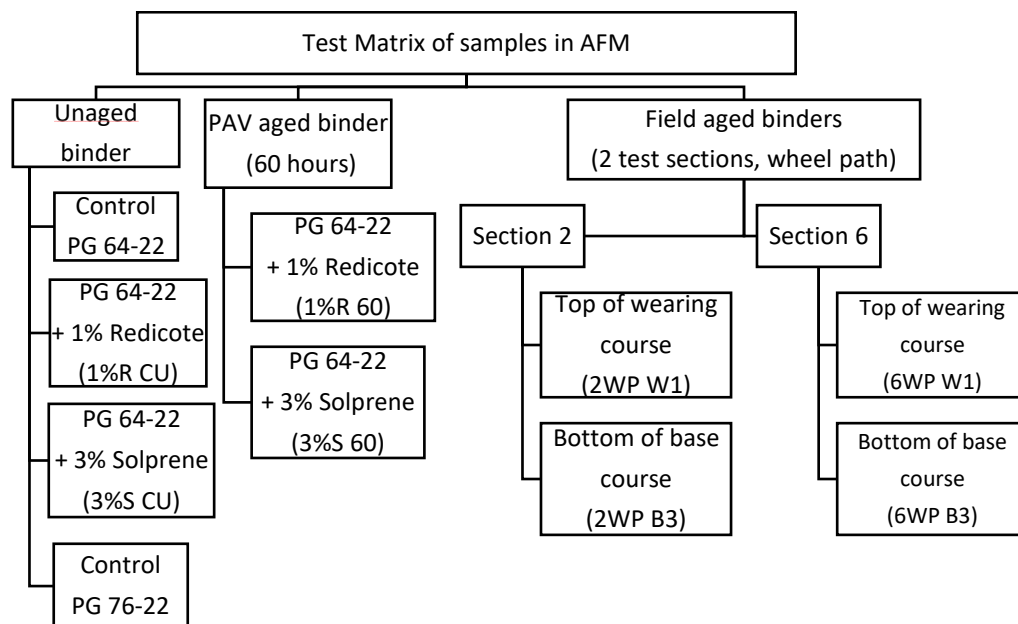 Test Matrix of samples in AFM
Unaged
binder
Control
PG 64-22
PG 64-22
+ 1% Redicote
(1%R CU)
PG 64-22
+ 3% Solprene
(3%S CU)
Control
PG 76-22
PAV aged binder
(60 hours)
PG 64-22
+ 1% Redicote
(1%R 60)
PG 64-22
+ 3% Solprene
(3%S 60)
Field aged binders
(2 test sections, wheel path)
Section 2
Top of wearing
course
(2WP W1)
Bottom of base
course
(2WP B3)
Section 6
Top of wearing
course
(6WP W1)
Bottom of base
course
(6WP B3)